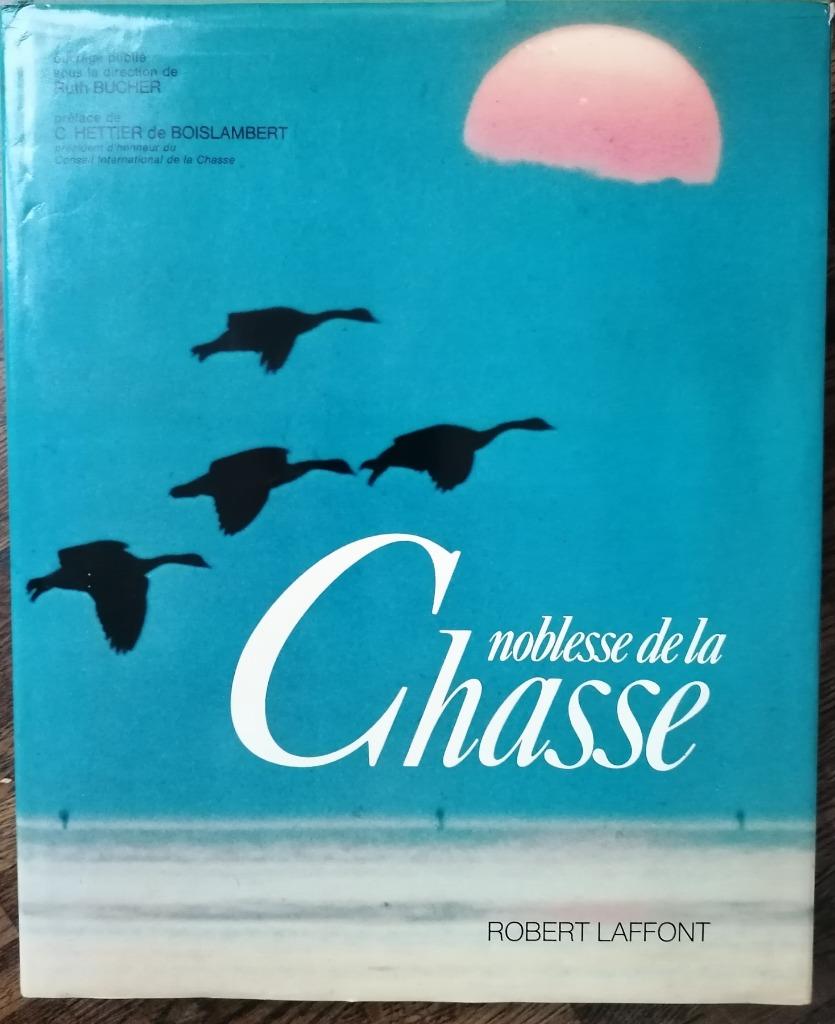 ouvrage publié
sous la direction de
Ruth BUCHER
préface de
C. HETTIER de BOISLAMBERT
président d'honneur du
Conseil International de la Chasse
noblesse de la
Chasse
ROBERT LAFFONT